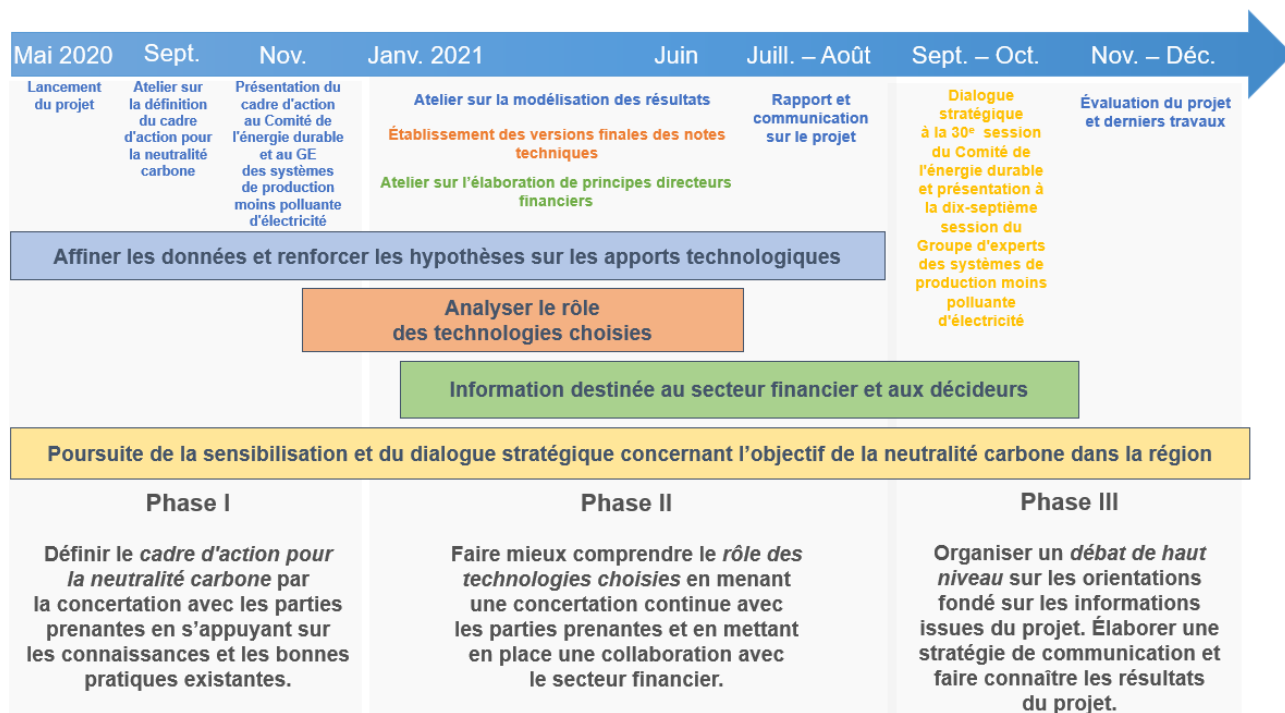 Mai 2020
Sept.
Nov.
Janv. 2021
Juin
Juill. – Août
Sept. – Oct.
Nov. – Déc.
Lancement
du projet
Atelier sur
la définition
du cadre
d'action pour
la neutralité
carbone
Présentation du
cadre d'action
au Comité de
l'énergie durable
et au GE
des systèmes
de production
moins polluante
d'électricité
Atelier sur la modélisation des résultats
Établissement des versions finales des notes
techniques
Atelier sur l'élaboration de principes directeurs
financiers
Rapport et
communication
sur le projet
Dialogue
stratégique
à la 30e session
du Comité de
l'énergie durable
et présentation à
la dix-septième
session du
Groupe d'experts
des systèmes de
production moins
polluante
d'électricité
Évaluation du projet
et derniers travaux
Affiner les données et renforcer les hypothèses sur les apports technologiques
Analyser le rôle
des technologies choisies
Information destinée au secteur financier et aux décideurs
Poursuite de la sensibilisation et du dialogue stratégique concernant l'objectif de la neutralité carbone dans la région
Phase I
Définir le cadre d'action pour
la neutralité carbone par
la concertation avec les parties
prenantes en s'appuyant sur
les connaissances et les bonnes
pratiques existantes.
Phase II
Faire mieux comprendre le rôle des
technologies choisies en menant
une concertation continue avec
les parties prenantes et en mettant
en place une collaboration avec
le secteur financier.
Phase III
Organiser un débat de haut
niveau sur les orientations
fondé sur les informations
issues du projet. Élaborer une
stratégie de communication et
faire connaître les résultats
du projet.